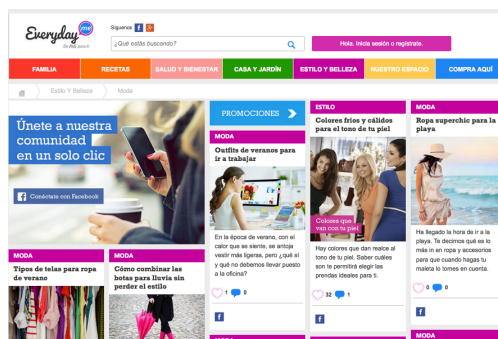 Everyday me
Síguenos
¿Qué estás buscando?
Hola. Inicia sesión o regístrate.
FAMILIA
RECETAS
SALUD Y BIENESTAR
CASA Y JARDÍN
ESTILO Y BELLEZA
NUESTRO ESPACIO
COMPRA AQUÍ
Estilo Y Belleza
Moda
Únete a nuestra
comunidad
en un solo clic
Conéctate con Facebook
MODA
Tipos de telas para ropa
de verano
MODA
Cómo combinar las
botas para lluvia sin
perder el estilo
PROMOCIONES
MODA
Outfits de veranos para
ir a trabajar
En la época de verano, con el
calor que se siente, se antoja
vestir más ligeras, pero ¿qué sí
y qué no debemos llevar puesto
a la oficina?
1
0
ESTILO
Colores fríos y cálidos
para el tono de tu piel
Colores que
van con tu piel
Hay colores que dan realce al
tono de tu piel. Saber cuáles
son te permitirá elegir las
prendas ideales para ti.
32
1
MODA
Ropa superchic para la
playa
Ha llegado la hora de ir a la
playa. Te decimos qué es lo
más in en ropa y accesorios
para que cuando hagas tu
maleta lo tomes en cuenta.
0
0
MODA